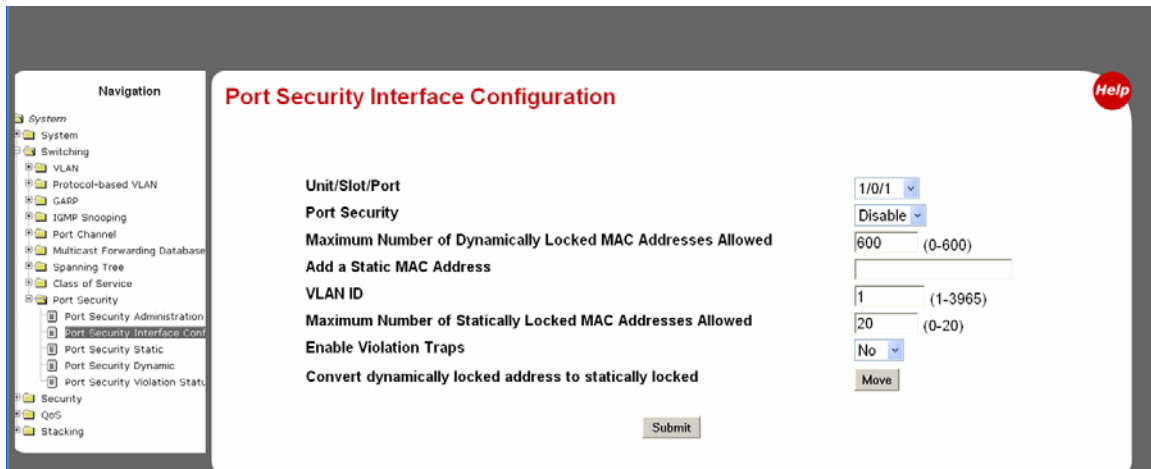 Navigation
System
System
Switching
VLAN
Protocol-based VLAN
GARP
IGMP Snooping
Port Channel
Multicast Forwarding Database
Spanning Tree
Class of Service
Port Security
Port Security Administration
Port Security Interface Conf
Port Security Static
Port Security Dynamic
Port Security Violation Statu
Security
QoS
Stacking
Port Security Interface Configuration
Help
Unit/Slot/Port 1/0/1
Port Security Disable
Maximum Number of Dynamically Locked MAC Addresses Allowed 600 (0-600)
Add a Static MAC Address
VLAN ID 1 (1-3965)
Maximum Number of Statically Locked MAC Addresses Allowed 20 (0-20)
Enable Violation Traps No
Convert dynamically locked address to statically locked Move
Submit